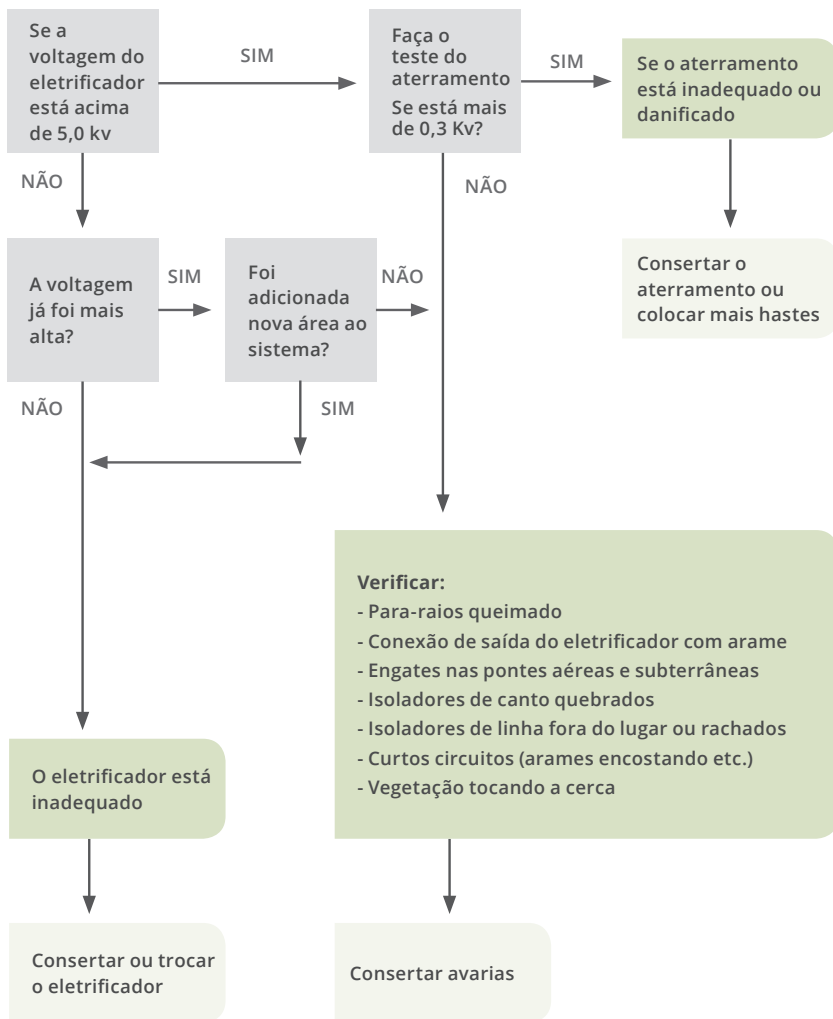 Se a
voltagem do
eletrificador
está acima
de 5,0 kv
SIM
Faça o
teste do
aterramento
Se está mais
de 0,3 Kv?
SIM
Se o aterramento
está inadequado ou
danificado
NÃO
NÃO
A voltagem
já foi mais
alta?
SIM
Foi
adicionada
nova área ao
sistema?
NÃO
Consertar o
aterramento ou
colocar mais hastes
NÃO
SIM
Verificar:
- Para-raios queimado
- Conexão de saída do eletrificador com arame
- Engates nas pontes aéreas e subterrâneas
- Isoladores de canto quebrados
- Isoladores de linha fora do lugar ou rachados
- Curtos circuitos (arames encostando etc.)
- Vegetação tocando a cerca
O eletrificador está
inadequado
Consertar ou trocar
o eletrificador
Consertar avarias